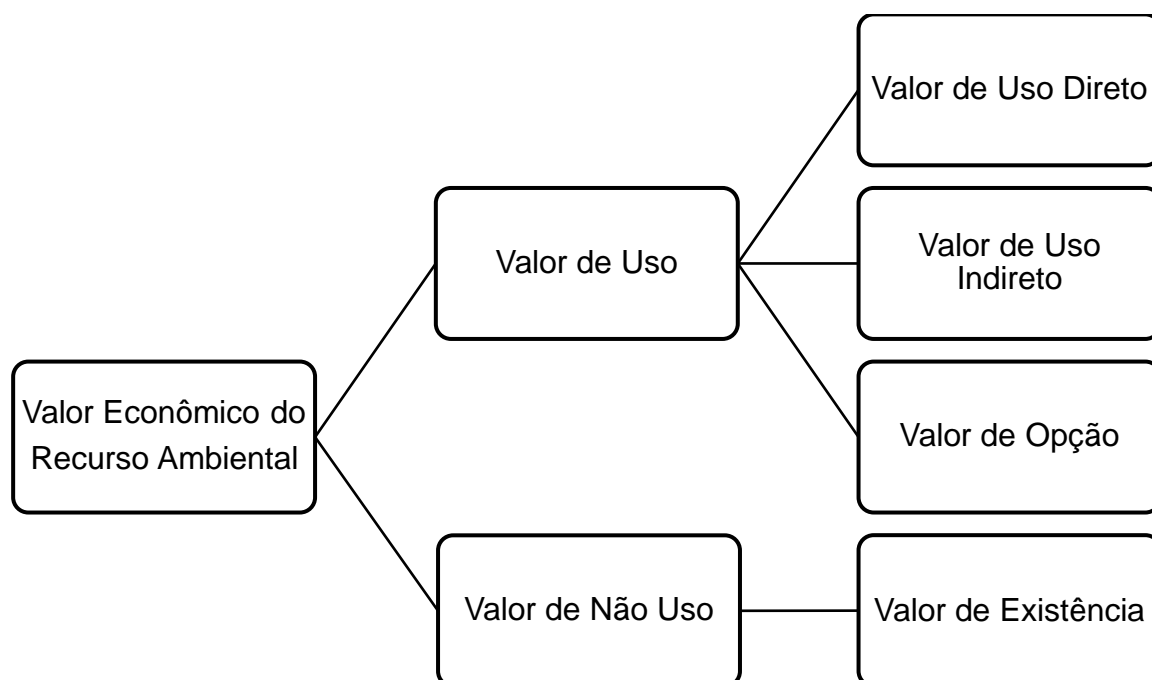 Valor de Uso Direto
Valor de Uso
Indireto
Valor de Uso
Valor Econômico do
Recurso Ambiental
Valor de Opção
Valor de Não Uso
Valor de Existência